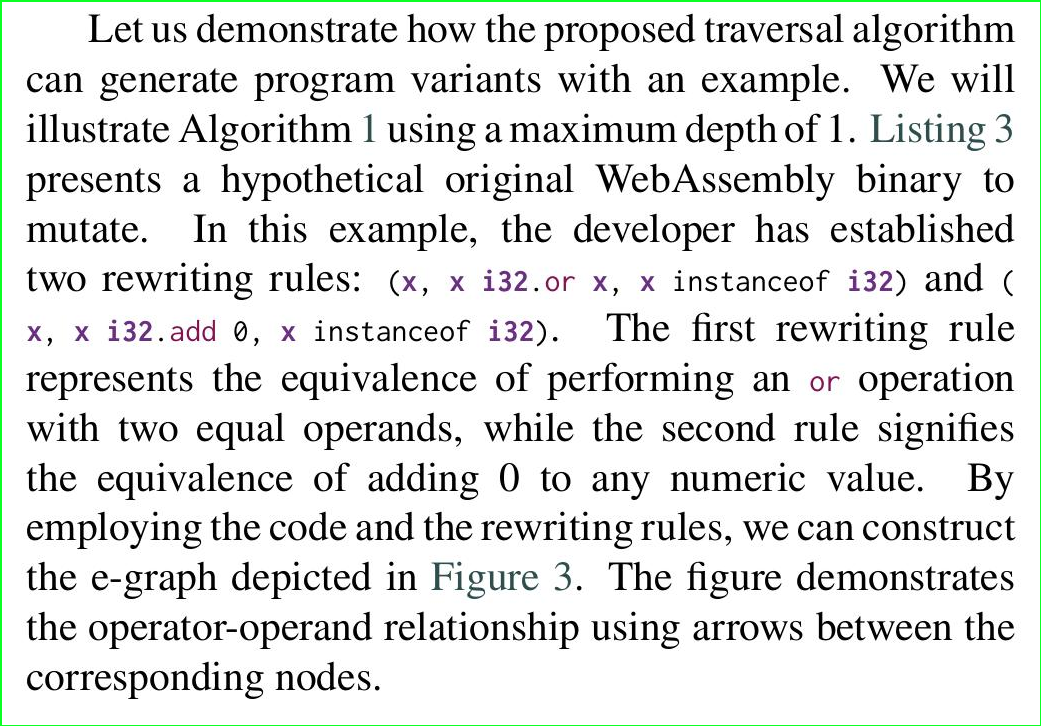 Let us demonstrate how the proposed traversal algorithm
can generate program variants with an example. We will
illustrate Algorithm 1 using a maximum depth of 1. Listing 3
presents a hypothetical original WebAssembly binary to
mutate. In this example, the developer has established
two rewriting rules: (x, x i32.or x, x instanceof i32) and (
x, x i32.add 0, x instanceof i32). The first rewriting rule
represents the equivalence of performing an or operation
with two equal operands, while the second rule signifies
the equivalence of adding 0 to any numeric value. By
employing the code and the rewriting rules, we can construct
the e-graph depicted in Figure 3. The figure demonstrates
the operator-operand relationship using arrows between the
corresponding nodes.